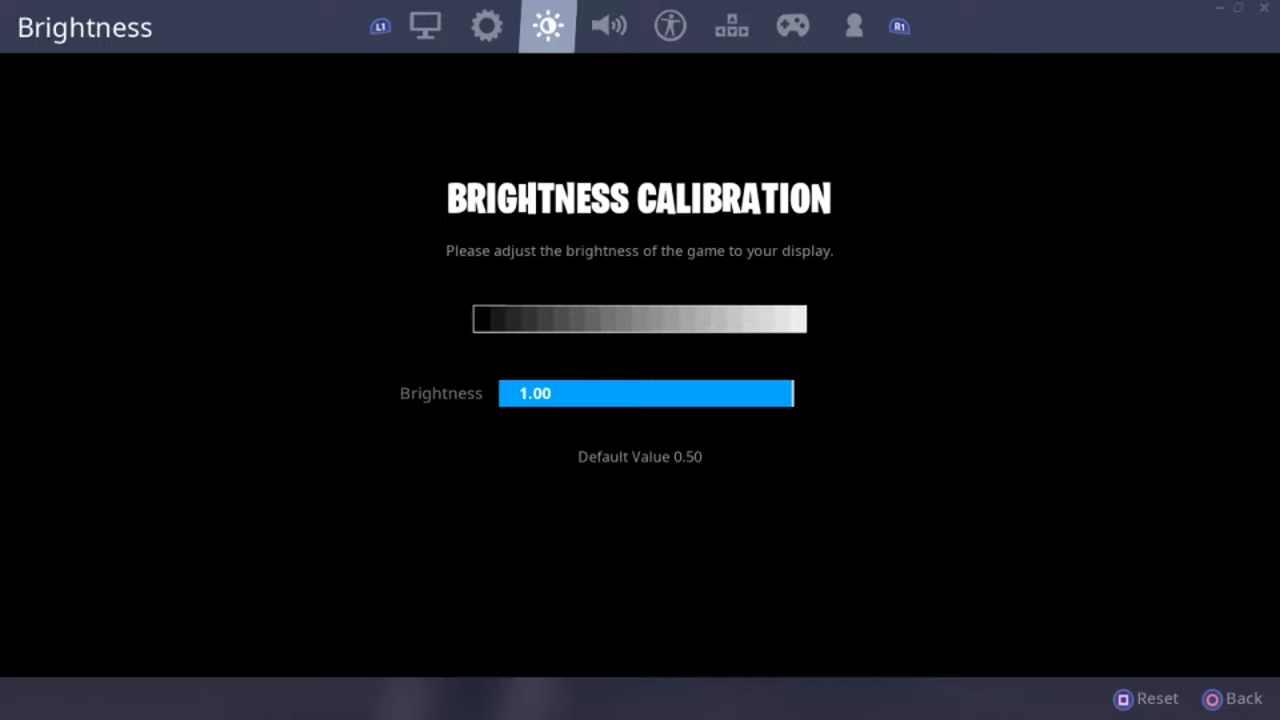 Brightness
L1
R1
BRIGHTNESS CALIBRATION
Please adjust the brightness of the game to your display.
Brightness 1.00
Default Value 0.50
Reset Back